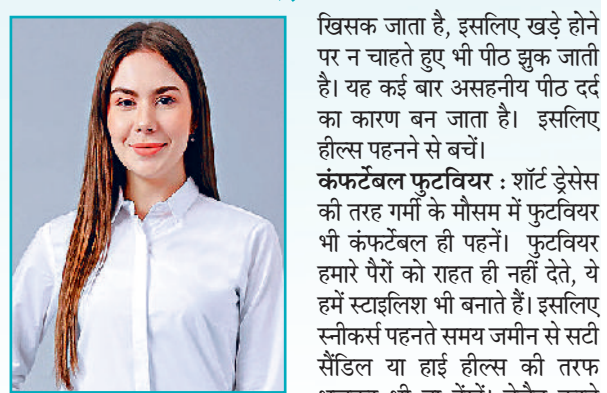 खिसक जाता है, इसलिए खड़े होने
पर न चाहते हुए भी पीठ झुक जाती
है। यह कई बार असहनीय पीठ दर्द
का कारण बन जाता है। इसलिए
हील्स पहनने से बचें।
कंफर्टेबल फुटवियर : शॉर्ट ड्रेसेस
की तरह गर्मी के मौसम में फुटवियर
भी कंफर्टेबल ही पहनें। फुटवियर
हमारे पैरों को राहत ही नहीं देते, ये
हमें स्टाइलिश भी बनाते हैं। इसलिए
स्नीकर्स पहनते समय जमीन से सटी
सैंडिल या हाई हील्स की तरफ